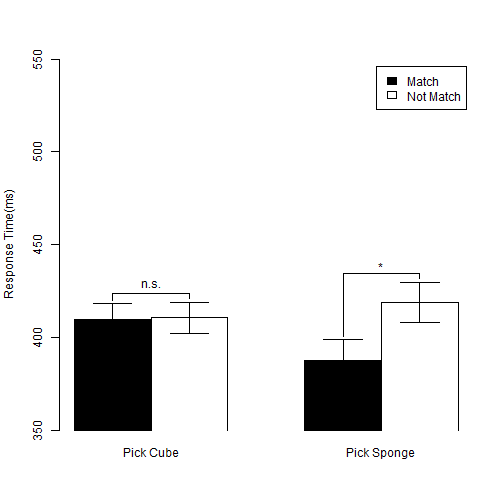 Response Time(ms)
550
500
450
400
350
Match
Not Match
n.s.
*
Pick Cube
Pick Sponge